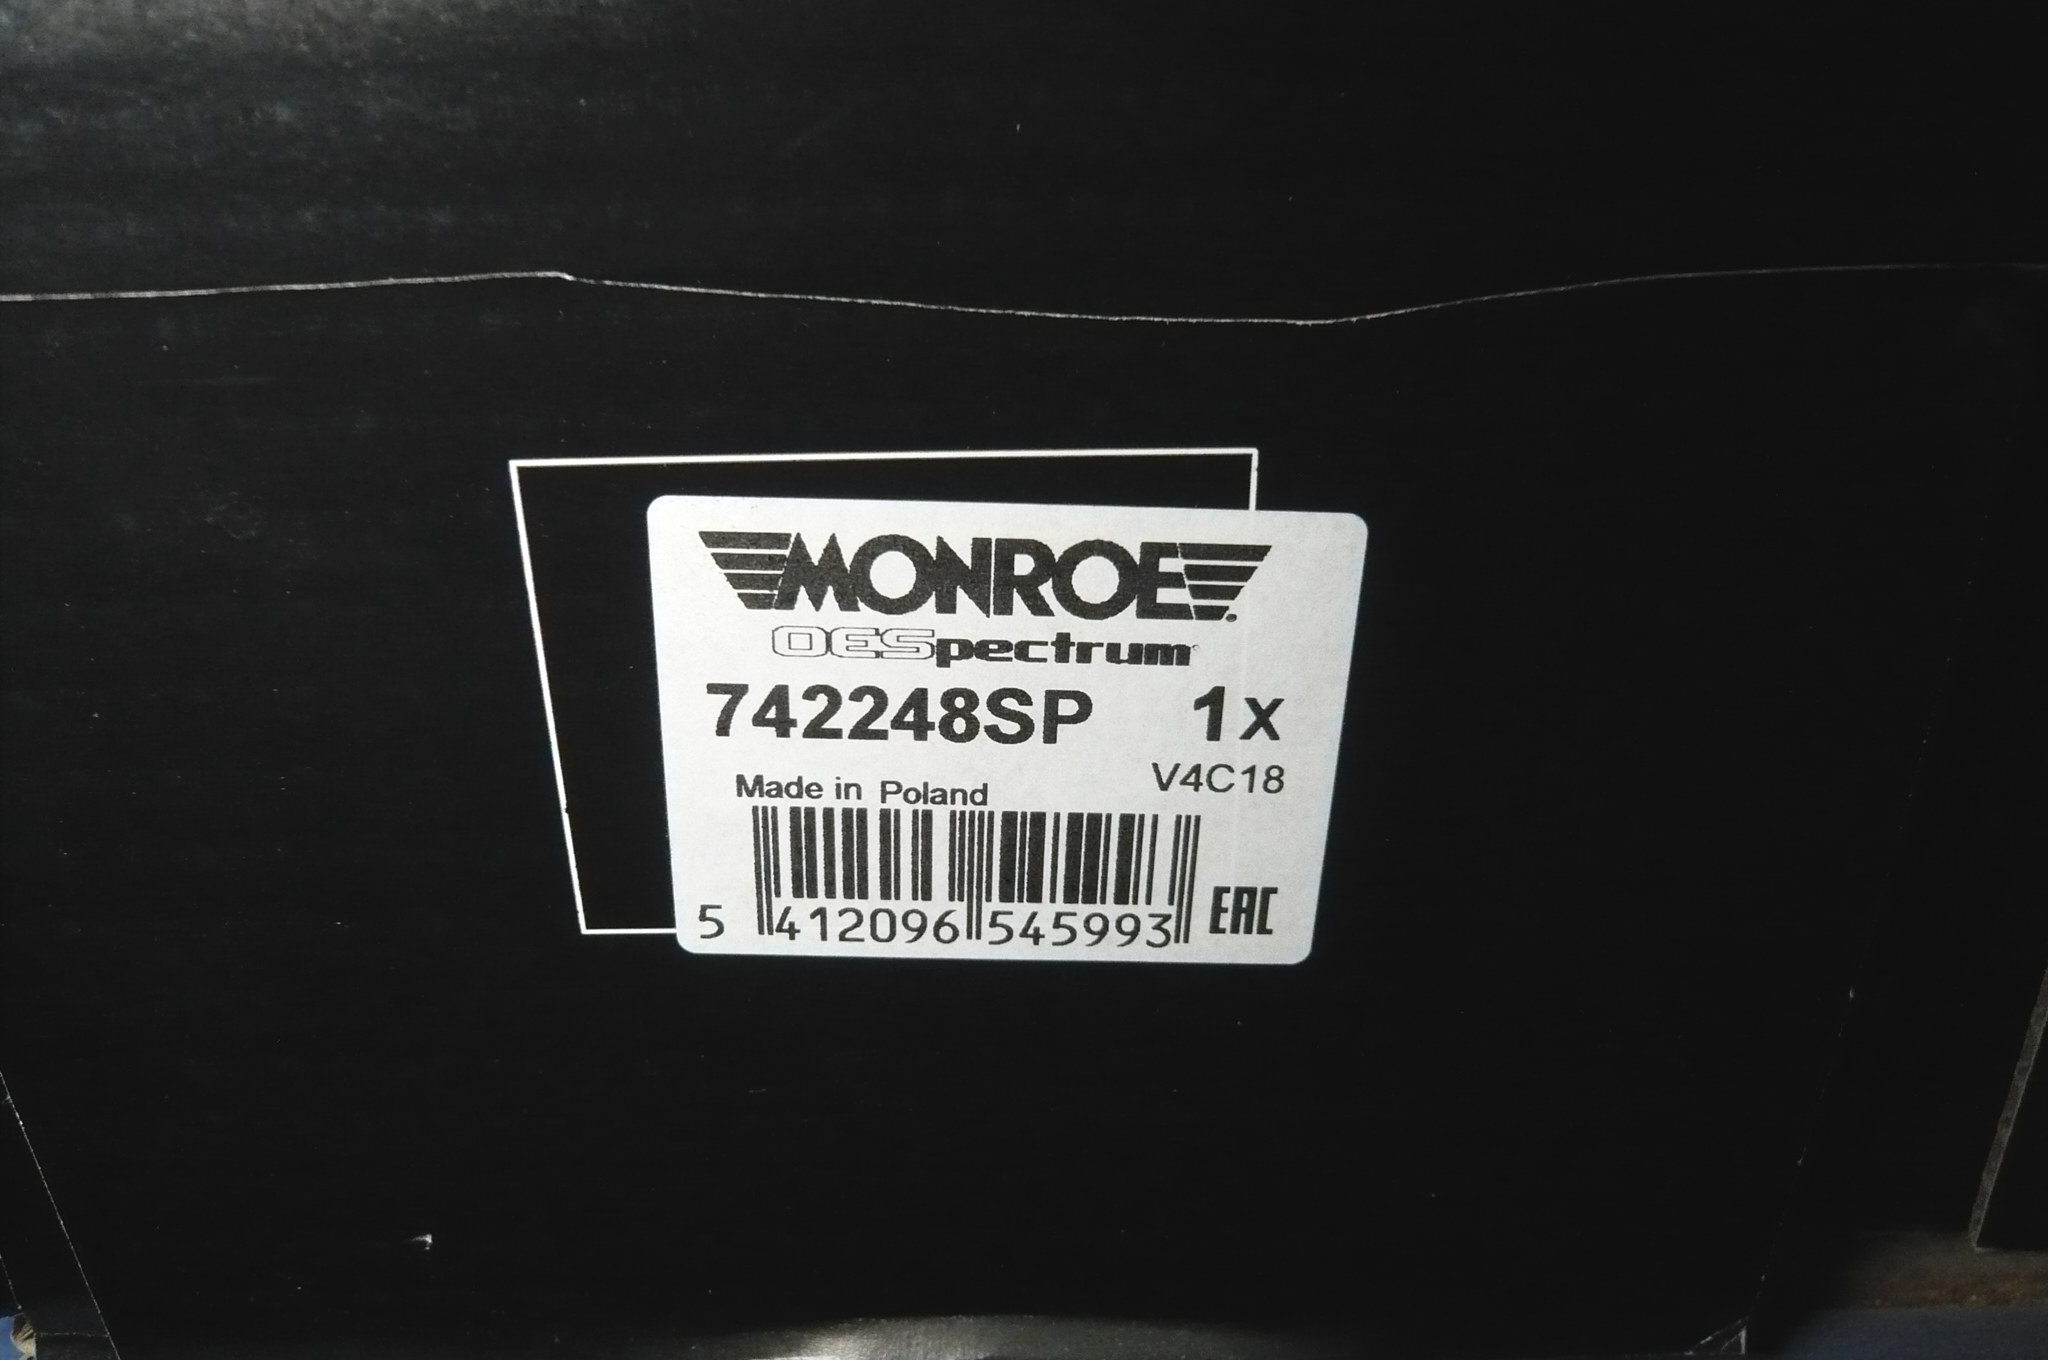 MONROE
OESpectrum
742248SP 1x
V4C18
Made in Poland
5 412096 545993
EAC